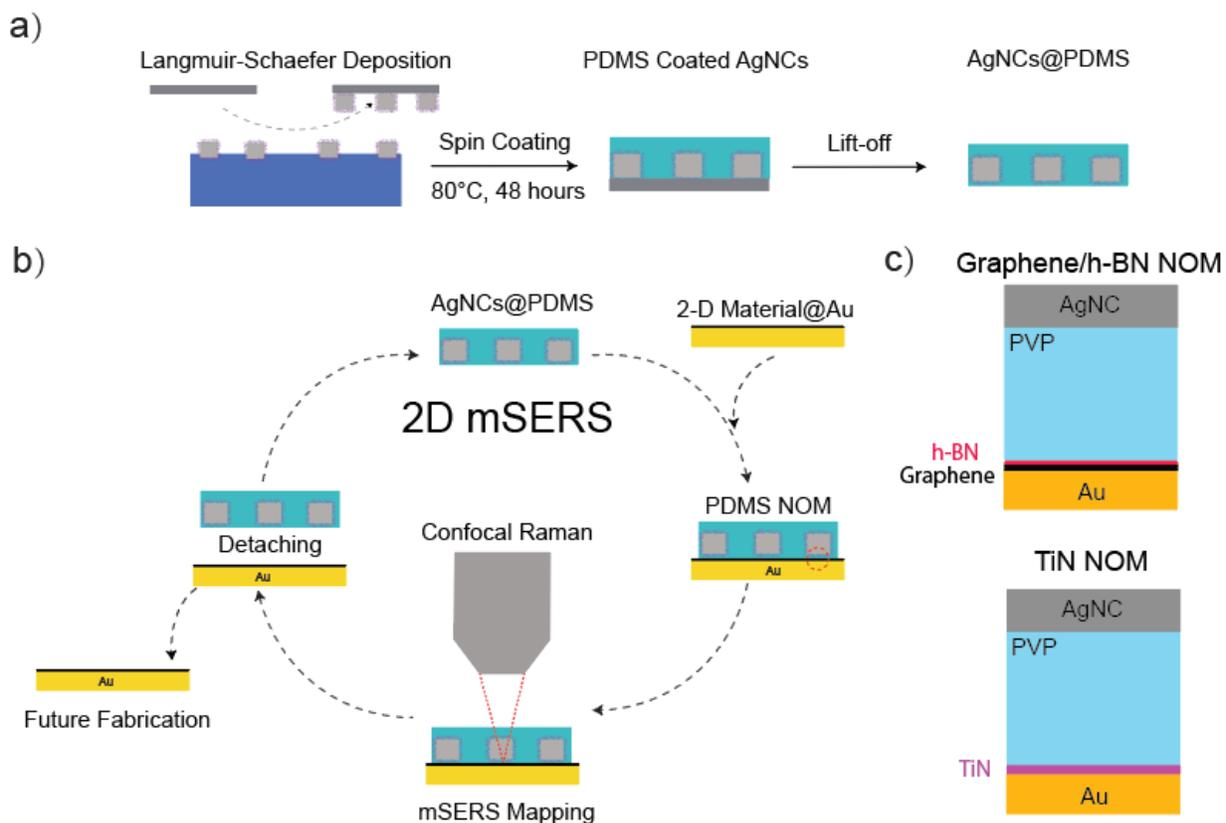 a)
Langmuir-Schaefer Deposition
PDMS Coated AgNCs
AgNCs@PDMS
Spin Coating
80°C, 48 hours
Lift-off
b)
AgNCs@PDMS
2-D Material@Au
2D mSERS
PDMS NOM
Au
Confocal Raman
Detaching
Au
Au
Future Fabrication
mSERS Mapping
c)
Graphene/h-BN NOM
AgNC
PVP
h-BN
Graphene
Au
TiN NOM
AgNC
PVP
TiN
Au